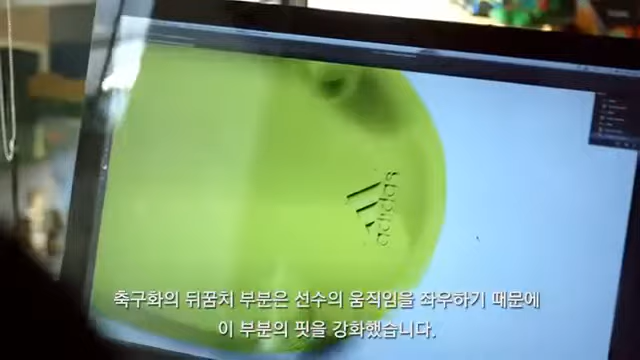 adidas
축구화의 뒤꿈치 부분은 선수의 움직임을 좌우하기 때문에
이 부분의 핏을 강화했습니다.